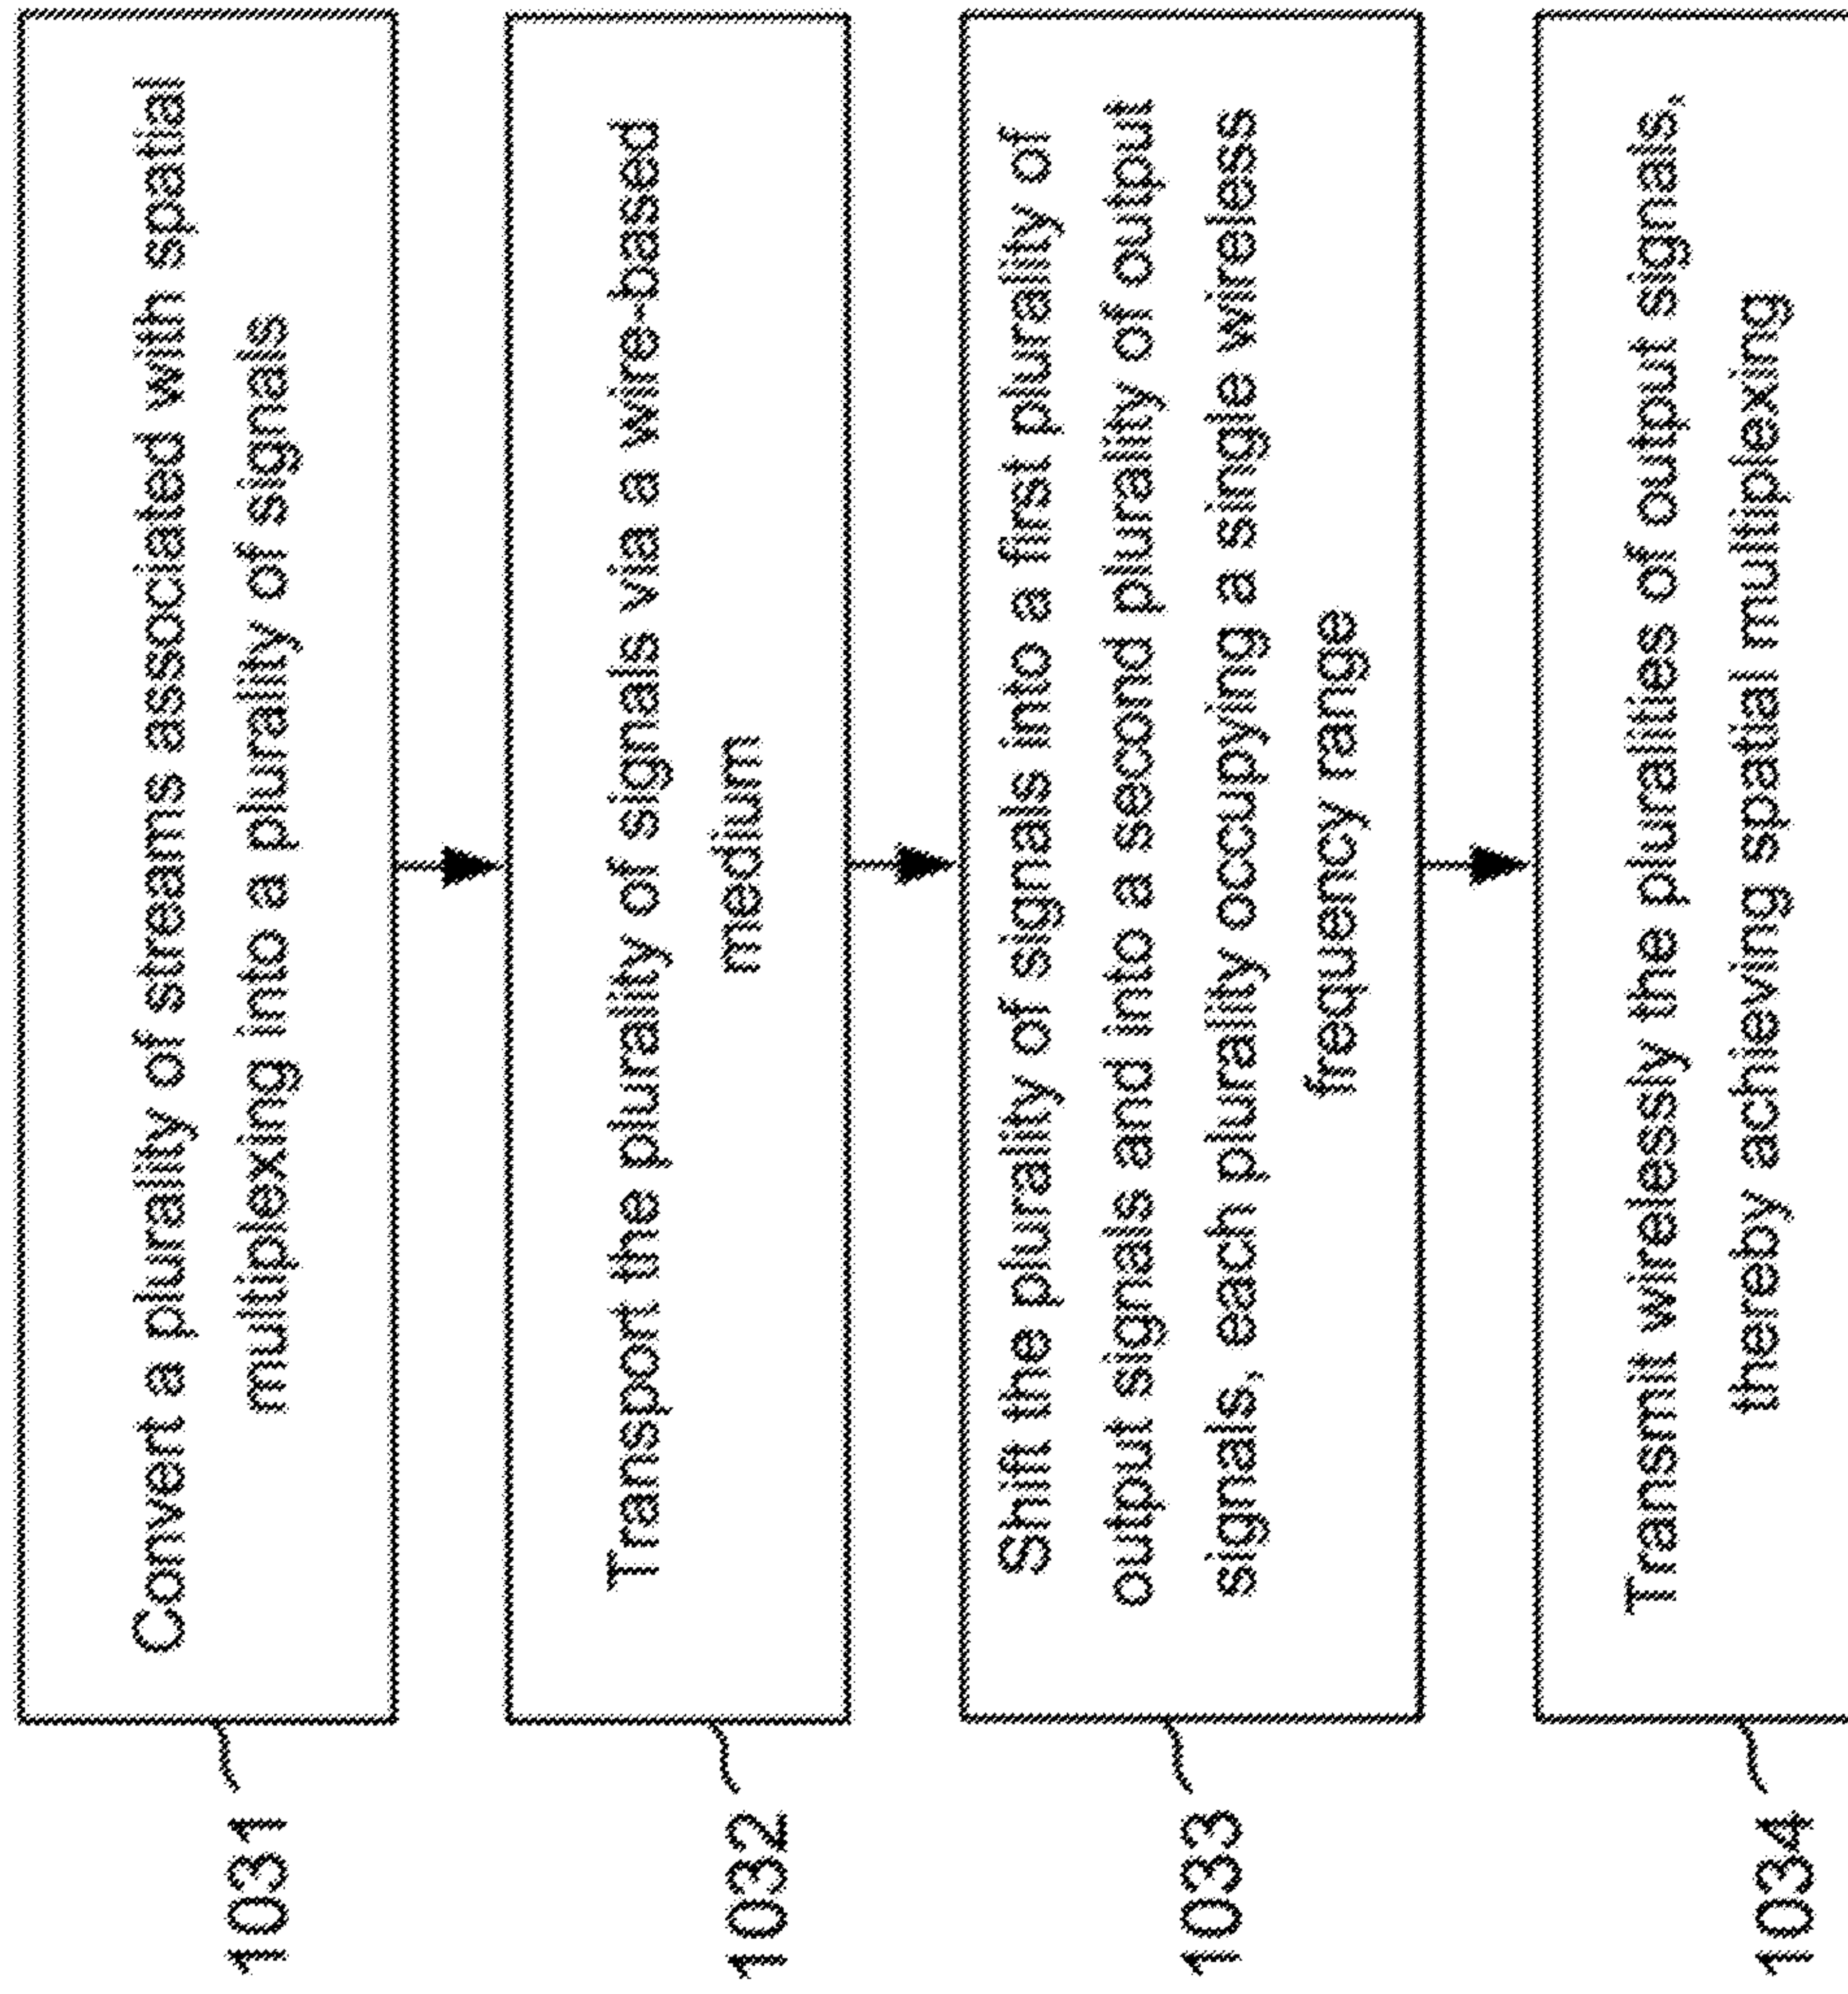 1031
Convert a plurality of streams associated with spatial
multiplexing into a plurality of signals
1032
Transport the plurality of signals via a wire-based
medium
1033
Shift the plurality of signals into a first plurality of
output signals and into a second plurality of output
signals, each plurality occupying a single wireless
frequency range
1034
Transmit wirelessly the pluralities of output signals,
thereby achieving spatial multiplexing